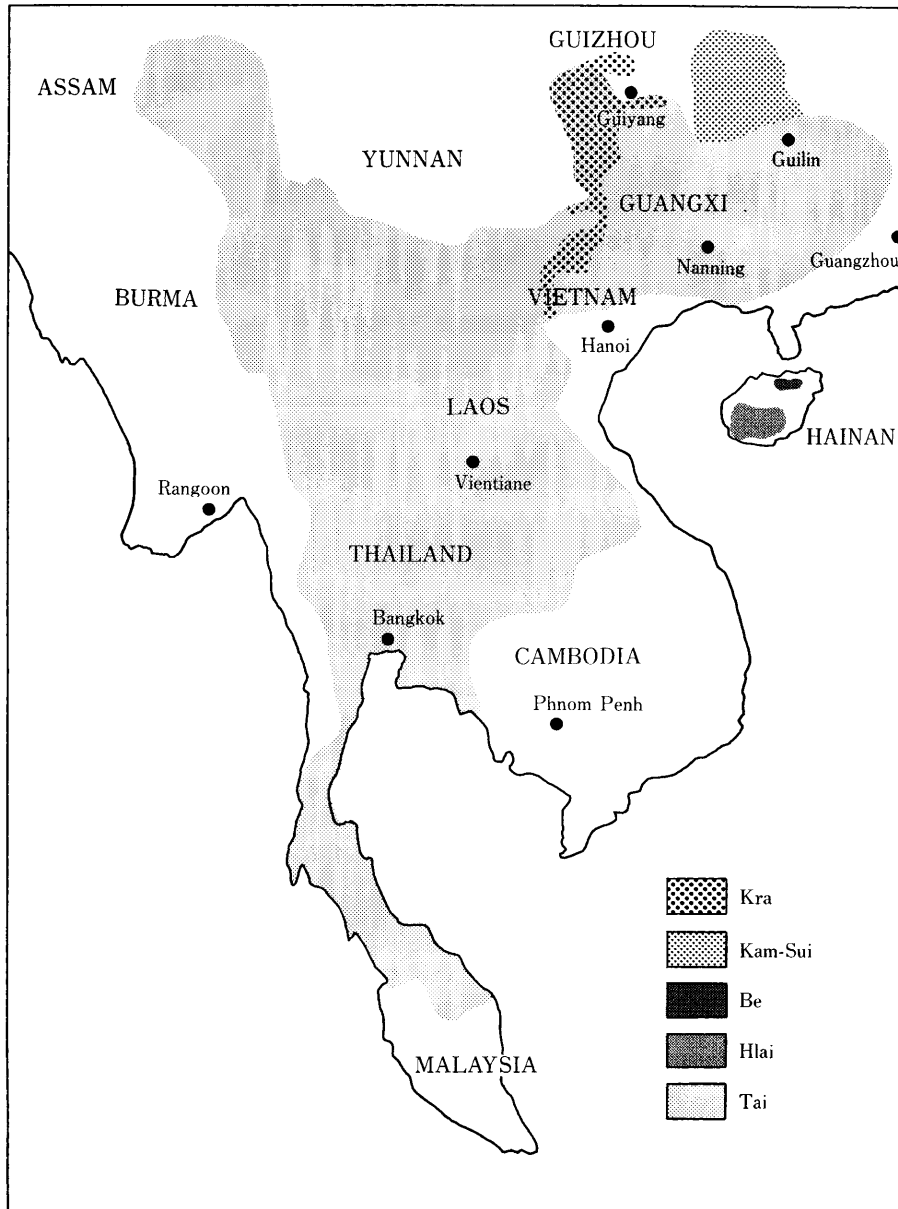 GUIZHOU
ASSAM
Guiyang
YUNNAN
Guilin
GUANGXI
Nanning
Guangzhou
BURMA
VIETNAM
Hanoi
LAOS
HAINAN
Vientiane
Rangoon
THAILAND
Bangkok
CAMBODIA
Phnom Penh
Kra
Kam-Sui
Be
Hlai
MALAYSIA
Tai